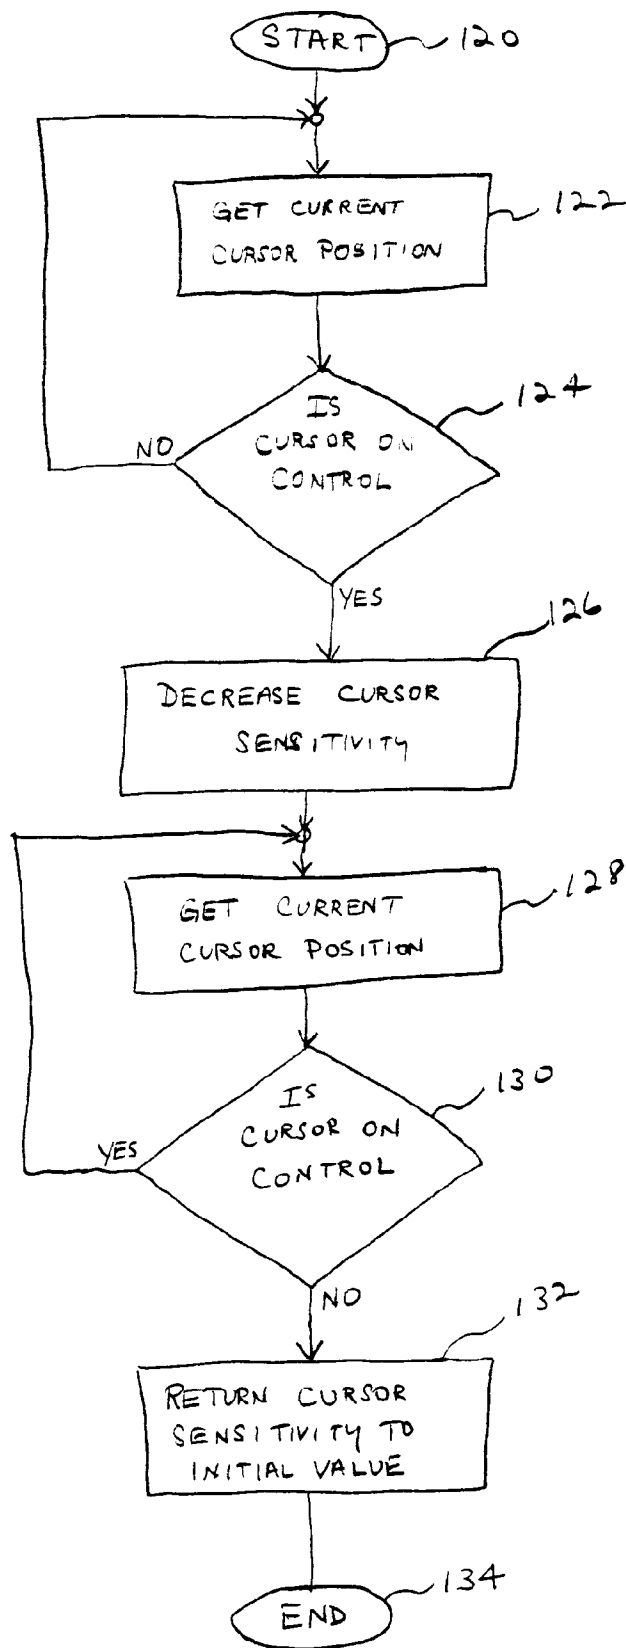 START
120
GET CURRENT
CURSOR POSITION
122
IS
CURSOR ON
CONTROL
124
NO
YES
126
DECREASE CURSOR
SENSITIVITY
GET CURRENT
CURSOR POSITION
128
IS
CURSOR ON
CONTROL
130
YES
NO
132
RETURN CURSOR
SENSITIVITY TO
INITIAL VALUE
134
END